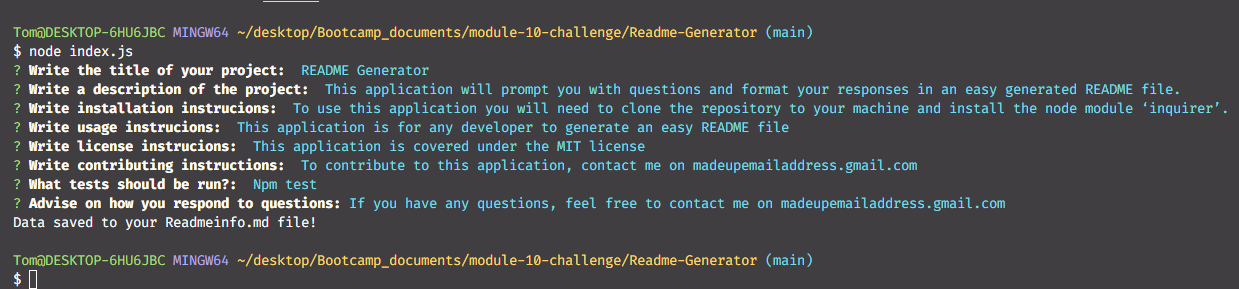 Tom@DESKTOP-6HU6JBC MINGW64 ~/desktop/Bootcamp_documents/module-10-challenge/Readme-Generator (main)
$ node index.js
? Write the title of your project:  README Generator
? Write a description of the project:  This application will prompt you with questions and format your responses in an easy generated README file.
? Write installation instrucions:  To use this application you will need to clone the repository to your machine and install the node module ‘inquirer’.
? Write usage instrucions:  This application is for any developer to generate an easy README file
? Write license instrucions:  This application is covered under the MIT license
? Write contributing instructions:  To contribute to this application, contact me on madeupemailaddress.gmail.com
? What tests should be run?:  Npm test
? Advise on how you respond to questions: If you have any questions, feel free to contact me on madeupemailaddress.gmail.com
Data saved to your Readmeinfo.md file!
Tom@DESKTOP-6HU6JBC MINGW64 ~/desktop/Bootcamp_documents/module-10-challenge/Readme-Generator (main)
$